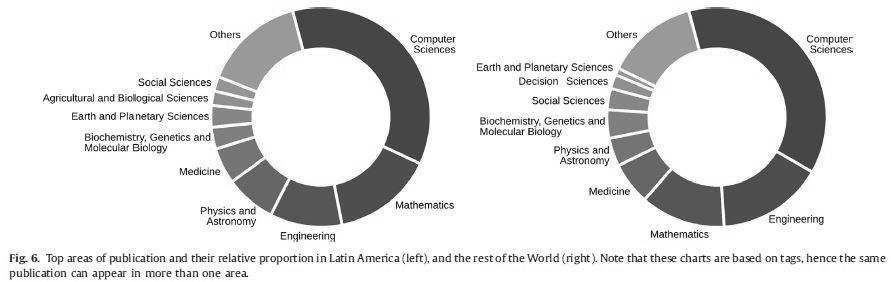 Others
Computer
Sciences
Social Sciences
Agricultural and Biological Sciences
Earth and Planetary Sciences
Biochemistry, Genetics and
Molecular Biology
Medicine
Physics and
Astronomy
Engineering
Mathematics
Others
Computer
Sciences
Earth and Planetary Sciences
Decision Sciences
Social Sciences
Biochemistry, Genetics and
Molecular Biology
Physics and
Astronomy
Medicine
Mathematics
Engineering
Fig. 6. Top areas of publication and their relative proportion in Latin America (left), and the rest of the World (right). Note that these charts are based on tags, hence the same
publication can appear in more than one area.